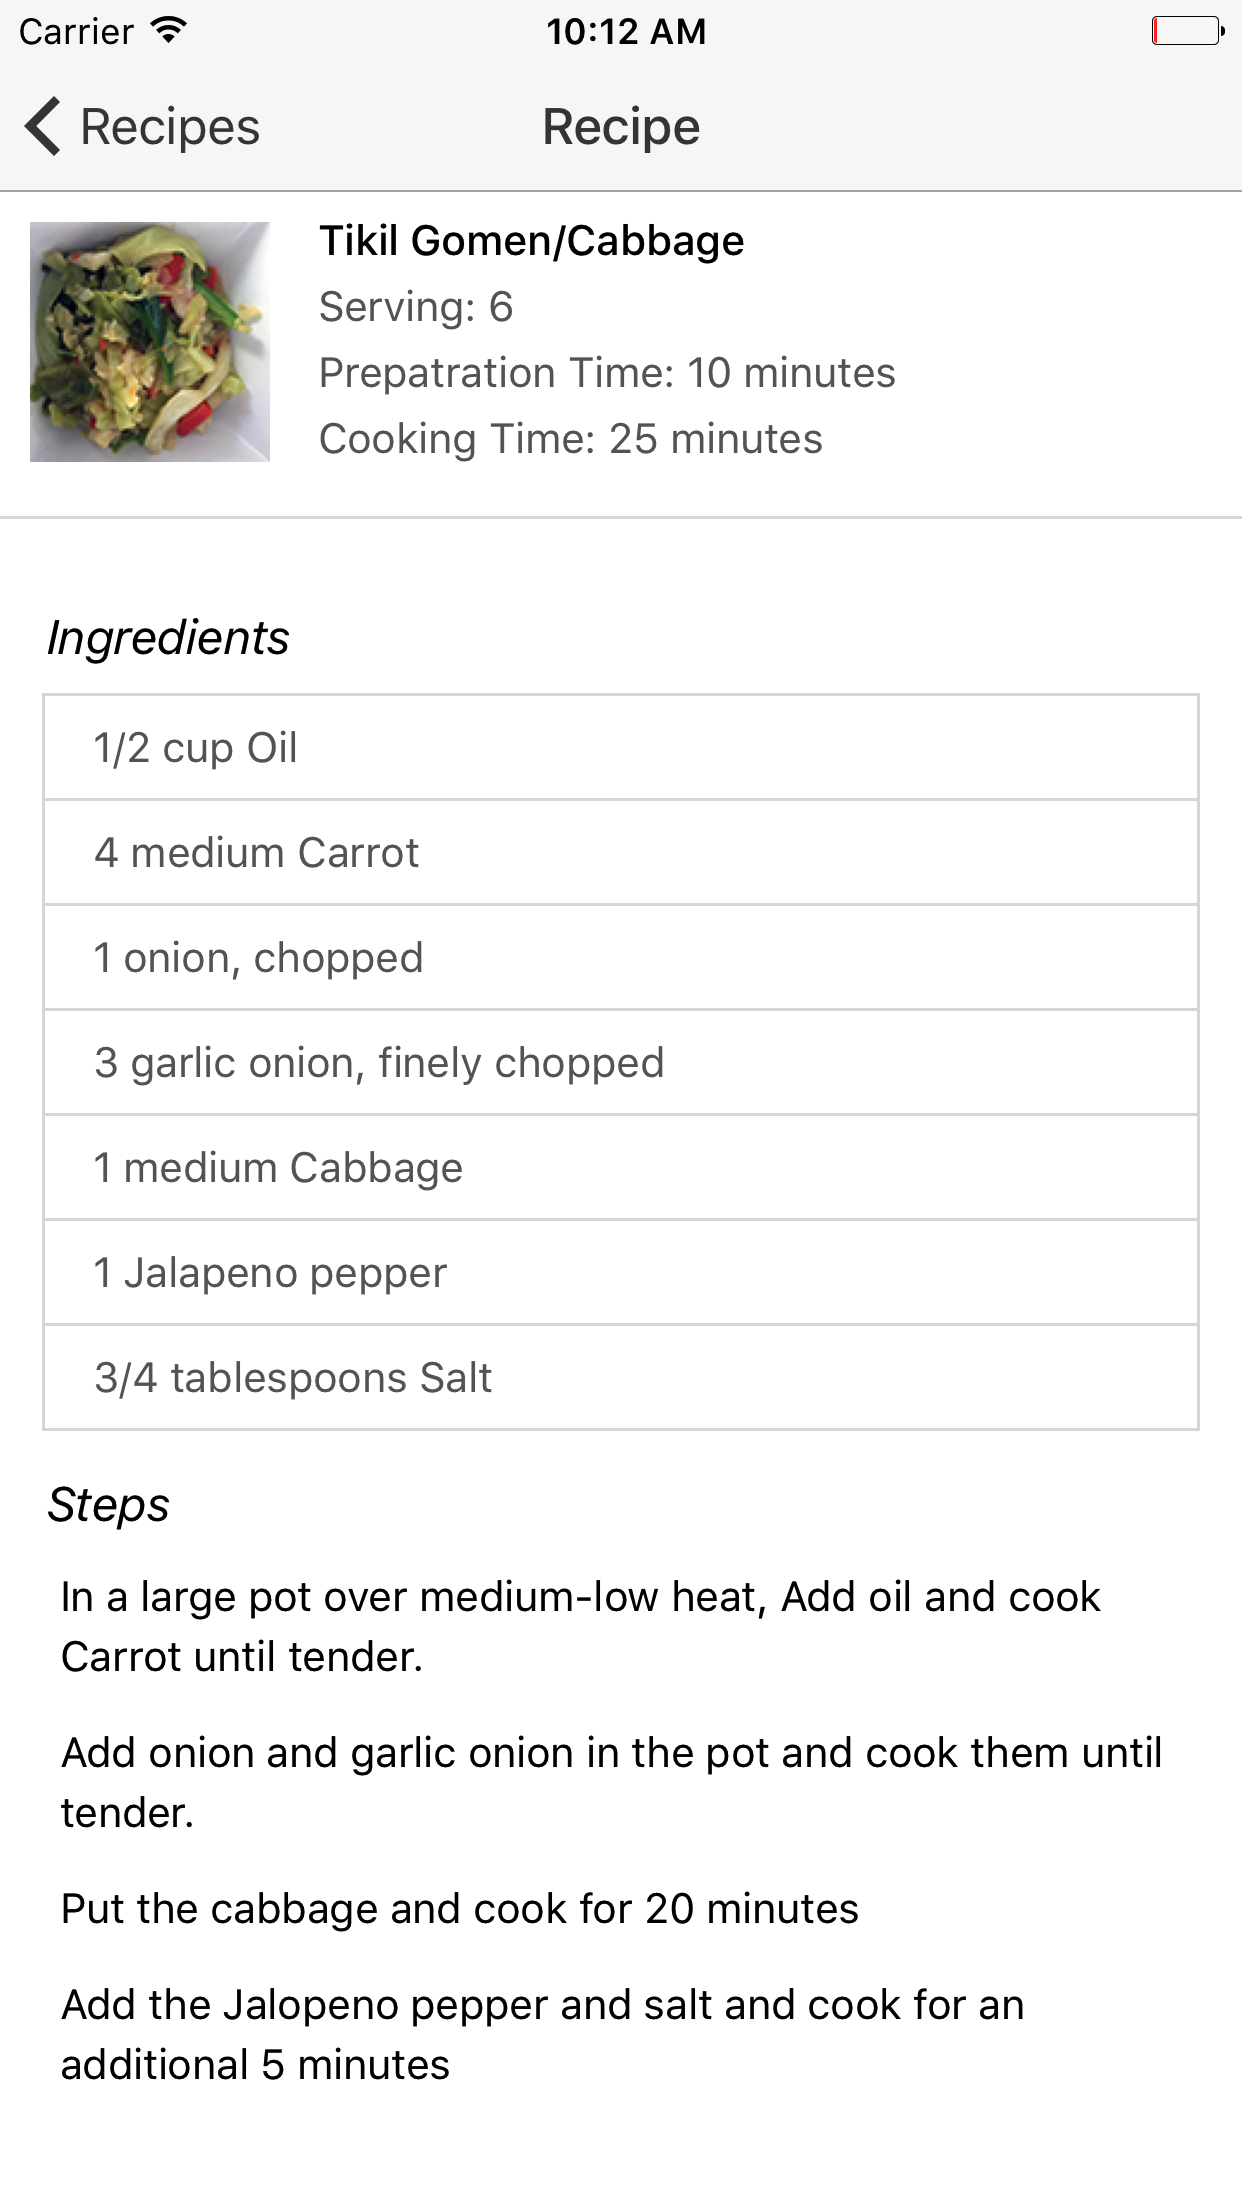 Carrier
10:12 AM
Recipes
Recipe
Tikil Gomen/Cabbage
Serving: 6
Prepatration Time: 10 minutes
Cooking Time: 25 minutes
Ingredients
1/2 cup Oil
4 medium Carrot
1 onion, chopped
3 garlic onion, finely chopped
1 medium Cabbage
1 Jalapeno pepper
3/4 tablespoons Salt
Steps
In a large pot over medium-low heat, Add oil and cook
Carrot until tender.
Add onion and garlic onion in the pot and cook them until
tender.
Put the cabbage and cook for 20 minutes
Add the Jalopeno pepper and salt and cook for an
additional 5 minutes